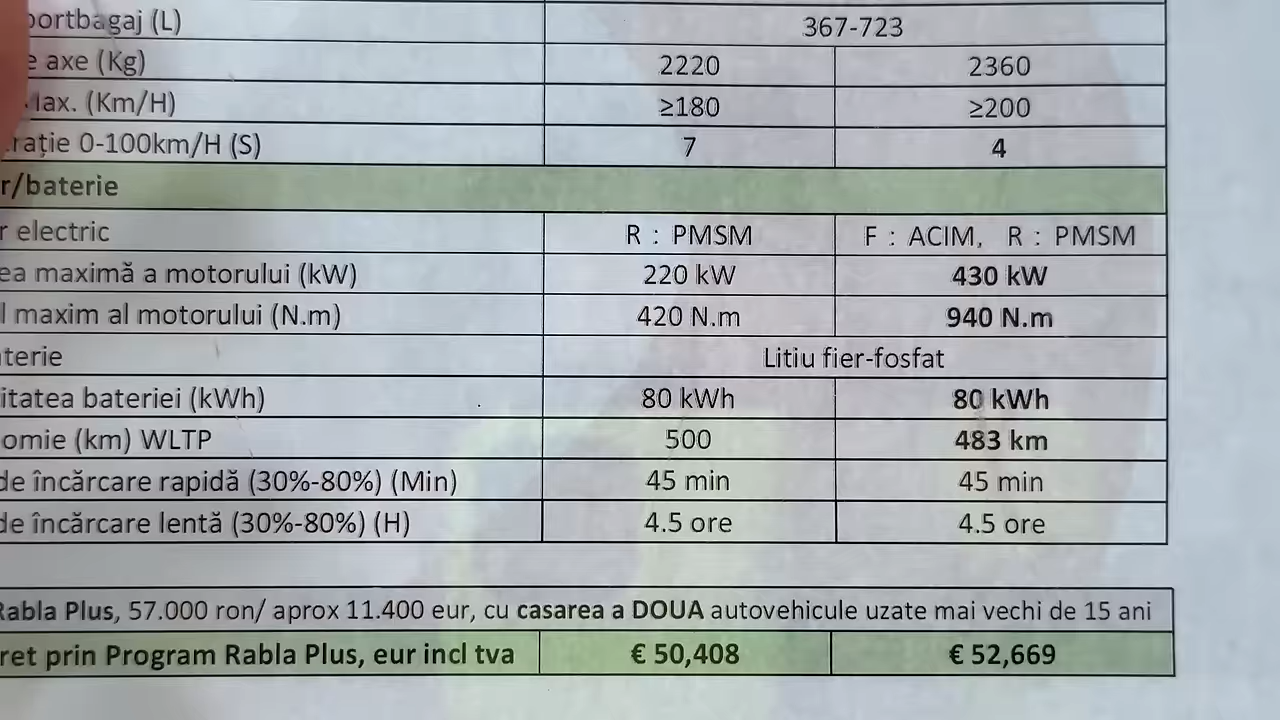 portbagaj (L) 367-723
e axe (Kg) 2220 2360
Max. (Km/H) ≥180 ≥200
rație 0-100km/H (S) 7 4
r/baterie
r electric R : PMSM F : ACIM, R : PMSM
ea maximă a motorului (kW) 220 kW 430 kW
l maxim al motorului (N.m) 420 N.m 940 N.m
terie Litiu fier-fosfat
itatea bateriei (kWh) 80 kWh 80 kWh
omie (km) WLTP 500 483 km
de încărcare rapidă (30%-80%) (Min) 45 min 45 min
de încărcare lentă (30%-80%) (H) 4.5 ore 4.5 ore
Rabla Plus, 57.000 ron/ aprox 11.400 eur, cu casarea a DOUA autovehicule uzate mai vechi de 15 ani
ret prin Program Rabla Plus, eur incl tva € 50,408 € 52,669